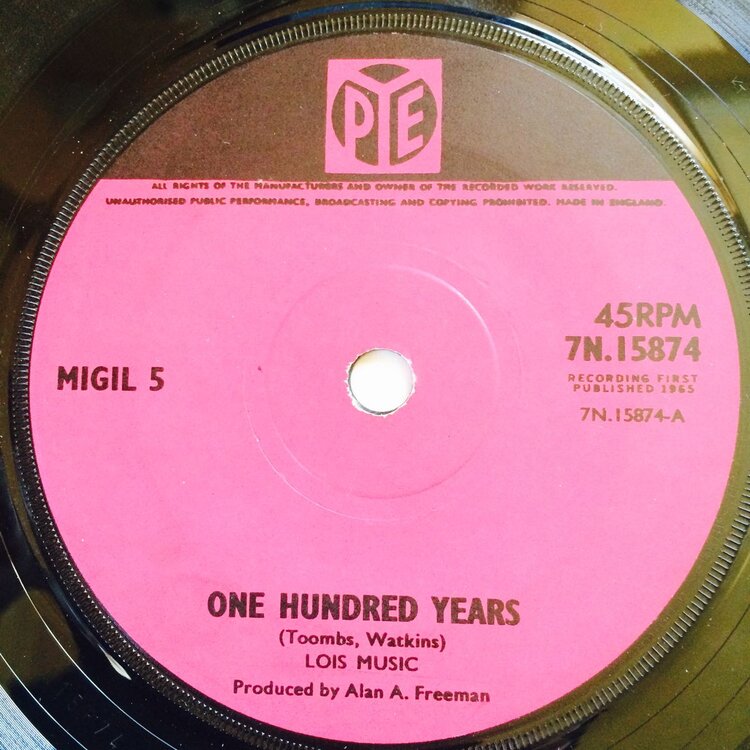 PYE
ALL RIGHTS OF THE MANUFACTURERS AND OWNER OF THE RECORDED WORK RESERVED.
UNAUTHORISED PUBLIC PERFORMANCE, BROADCASTING AND COPYING PROHIBITED. MADE IN ENGLAND.
45RPM
7N.15874
MIGIL 5
RECORDING FIRST
PUBLISHED 1965
7N.15874-A
ONE HUNDRED YEARS
(Toombs, Watkins)
LOIS MUSIC
Produced by Alan A. Freeman